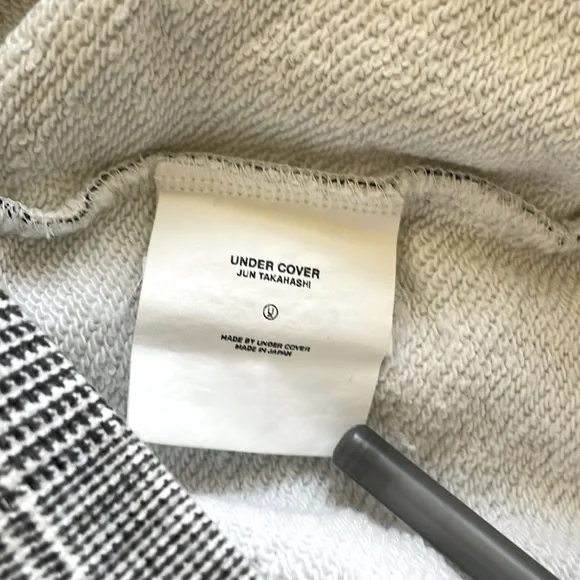 UNDER COVER
JUN TAKAHASHI
U
MADE BY UNDER COVER
MADE IN JAPAN